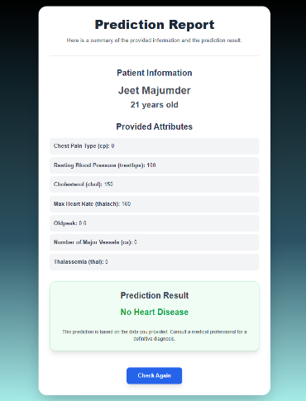 Prediction Report
Here is a summary of the provided information and the prediction result.
Patient Information
Jeet Majumder
21 years old
Provided Attributes
Chest Pain Type (cp): 0
Resting Blood Pressure (trestbps): 100
Cholesterol (chol): 150
Max Heart Rate (thalach): 160
Oldpeak: 0.0
Number of Major Vessels (ca): 0
Thalassemia (thal): 0
Prediction Result
No Heart Disease
The prediction is based on the data you provided. Consult a medical professional for a
definitive diagnosis.
Check Again